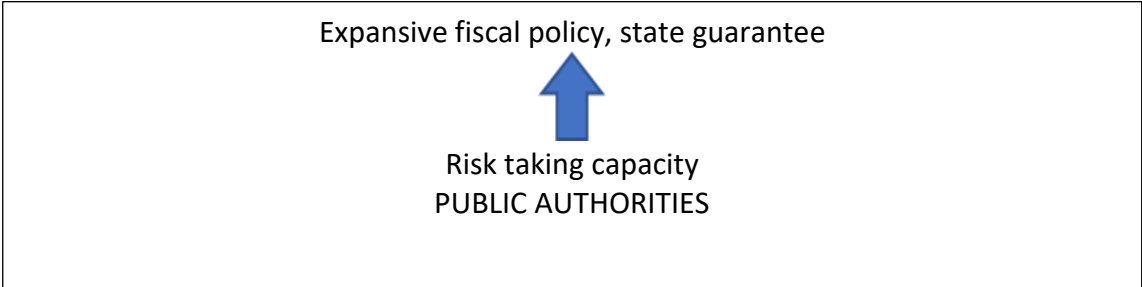 Expansive fiscal policy, state guarantee
Risk taking capacity
PUBLIC AUTHORITIES